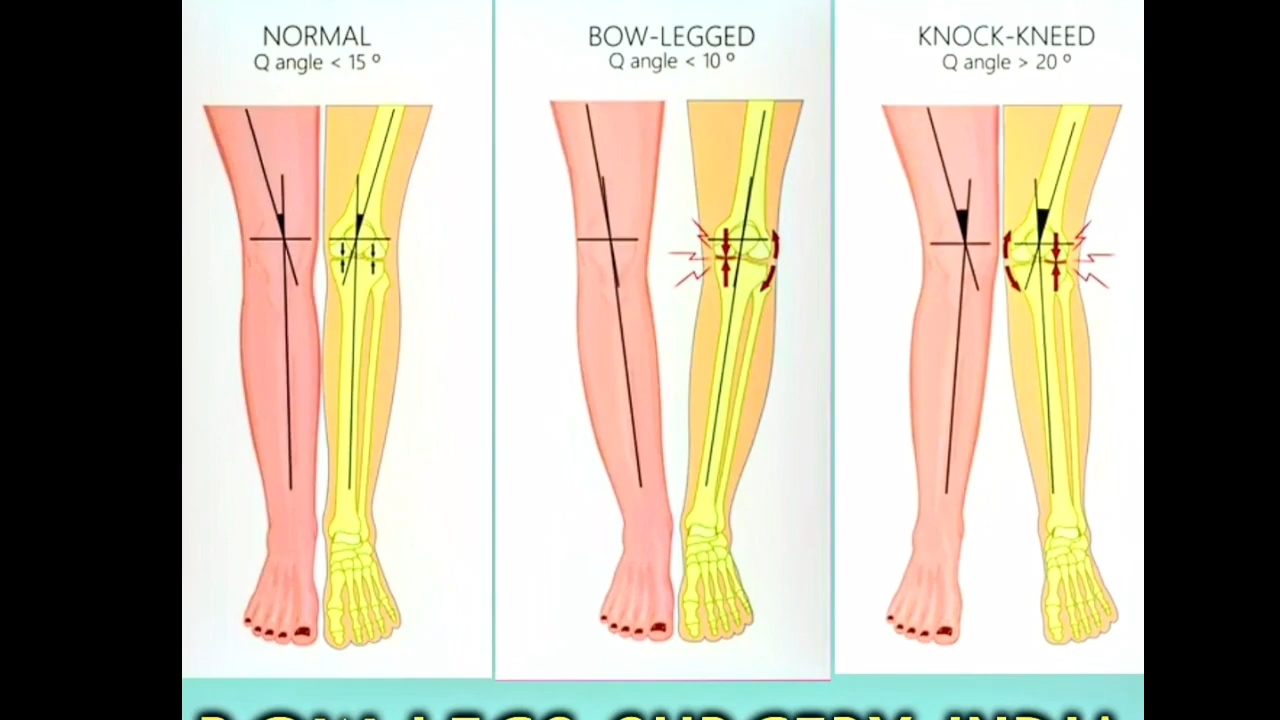 NORMAL
Q angle < 15 º
BOW-LEGGED
Q angle < 10 º
KNOCK-KNEED
Q angle > 20 º